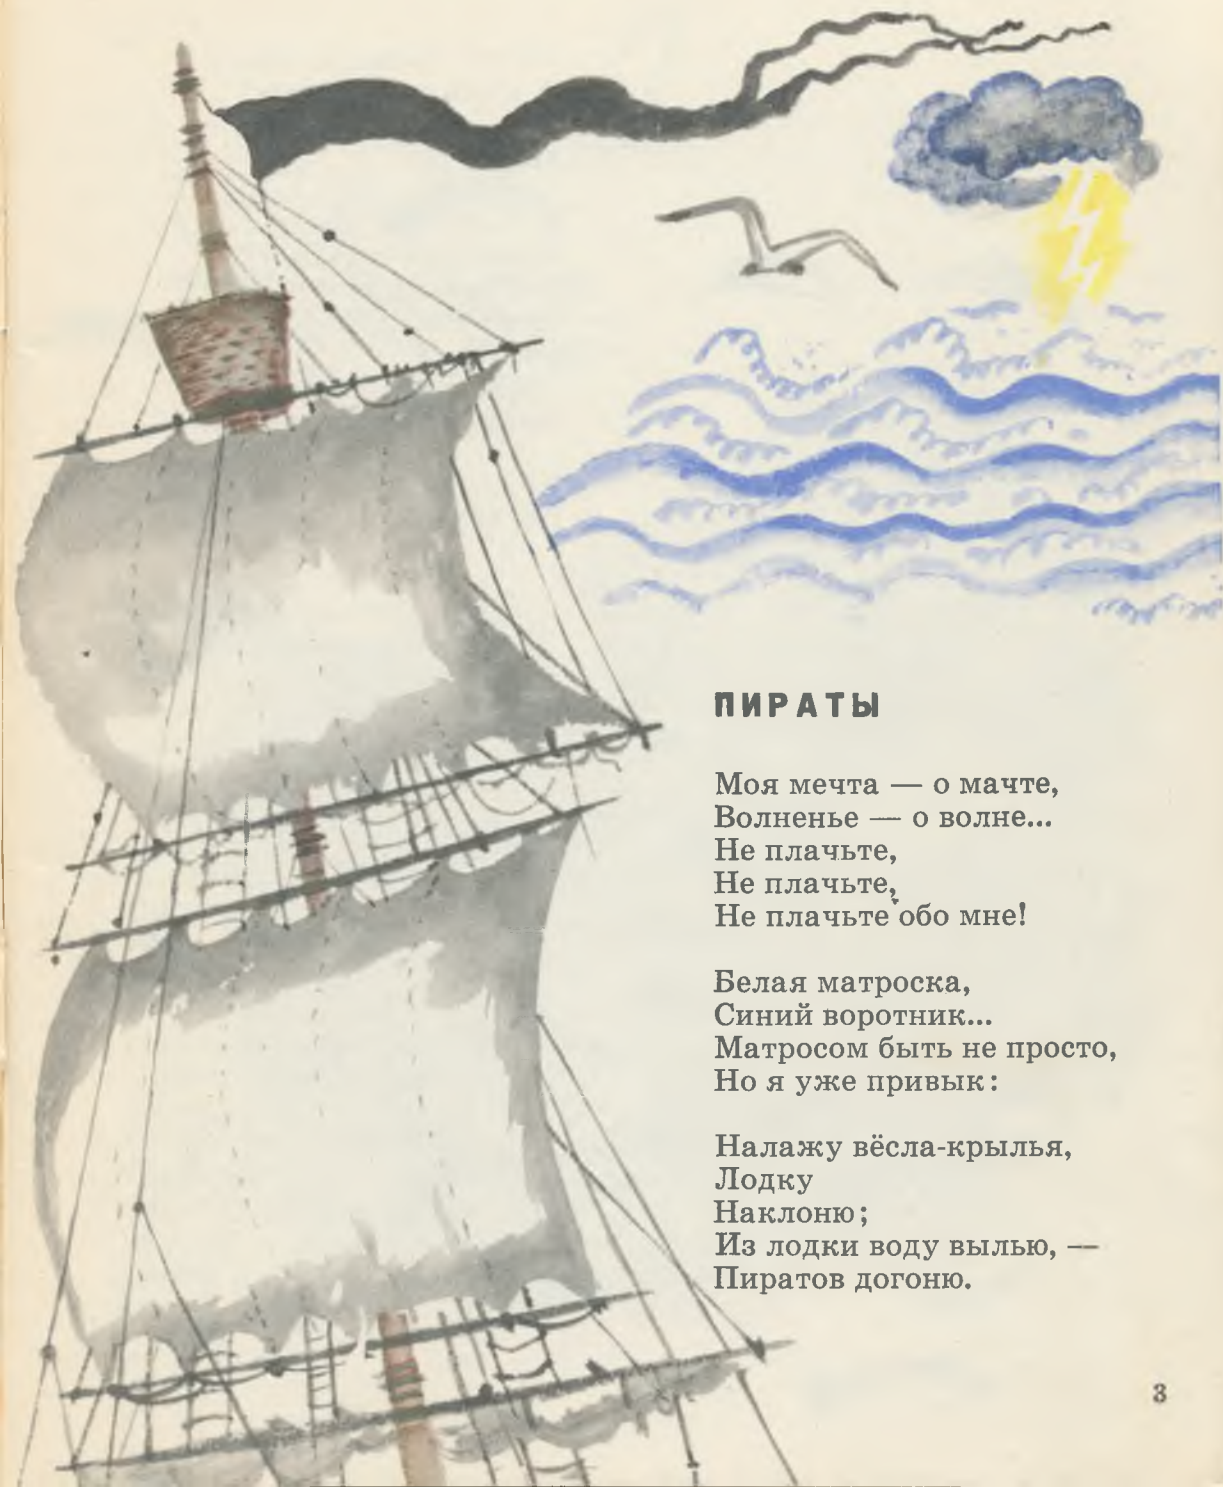 ПИРАТЫ
Моя мечта — о мачте,
Волненье — о волне...
Не плачьте,
Не плачьте,
Не плачьте обо мне!
Белая матроска,
Синий воротник...
Матросом быть не просто,
Но я уже привык:
Налажу вёсла-крылья,
Лодку
Наклоню;
Из лодки воду вылью, —
Пиратов догоню.
3